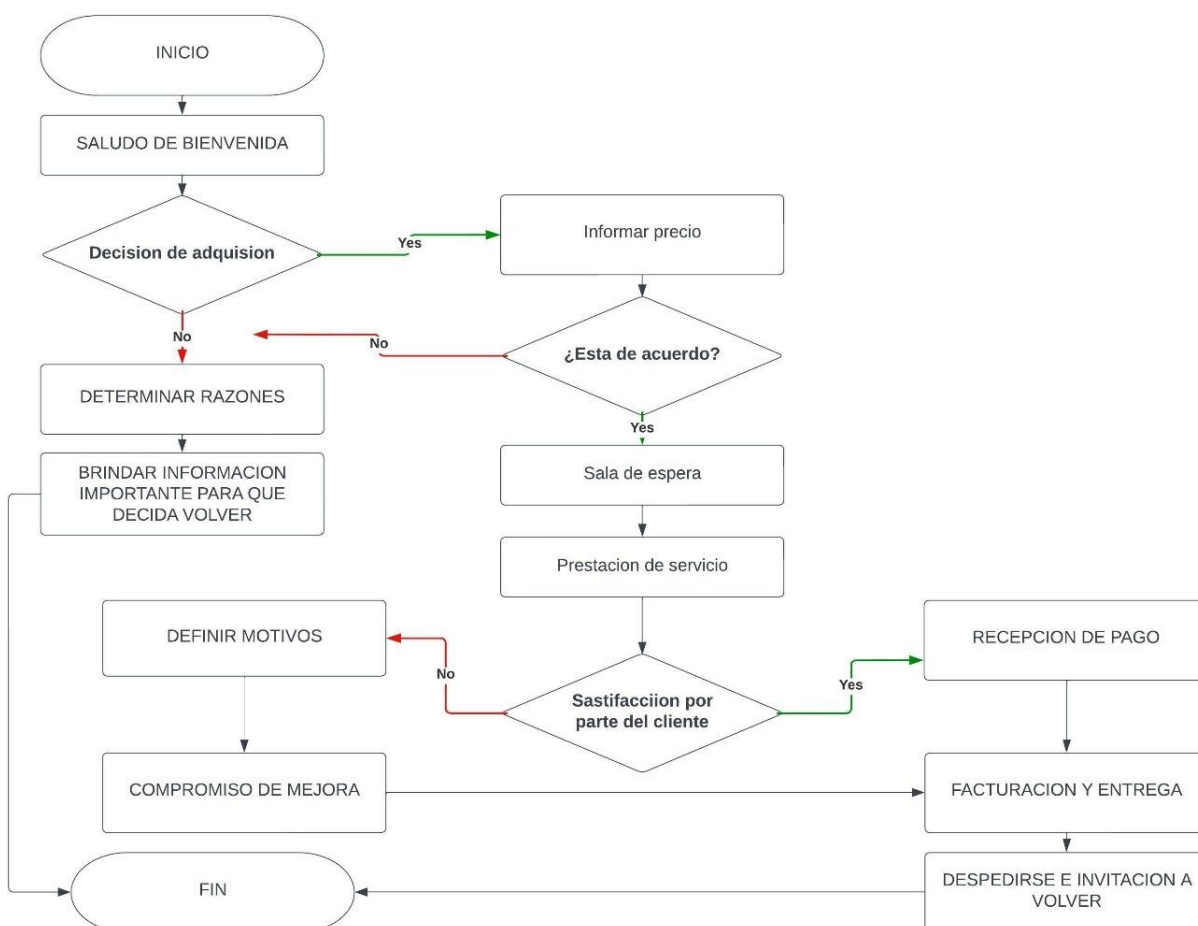 INICIO
SALUDO DE BIENVENIDA
Decision de adquision
Yes
Informar precio
No
No
¿Esta de acuerdo?
DETERMINAR RAZONES
Yes
BRINDAR INFORMACION
IMPORTANTE PARA QUE
DECIDA VOLVER
Sala de espera
Prestacion de servicio
DEFINIR MOTIVOS
RECEPCION DE PAGO
No
Yes
Sastifacciion por
parte del cliente
COMPROMISO DE MEJORA
FACTURACION Y ENTREGA
FIN
DESPEDIRSE E INVITACION A
VOLVER